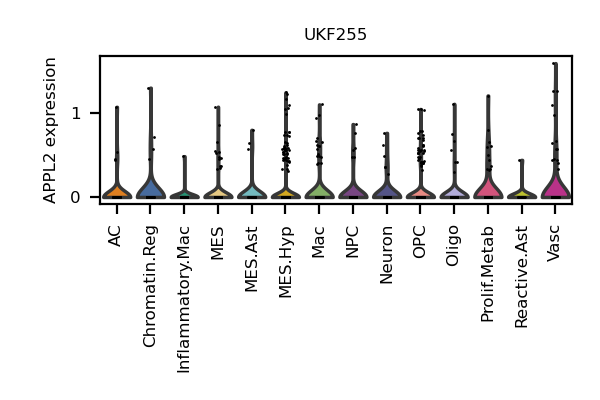 UKF255
APPL2 expression
1
0
AC
Chromatin.Reg
Inflammatory.Mac
MES
MES.Ast
MES.Hyp
Mac
NPC
Neuron
OPC
Oligo
Prolif.Metab
Reactive.Ast
Vasc